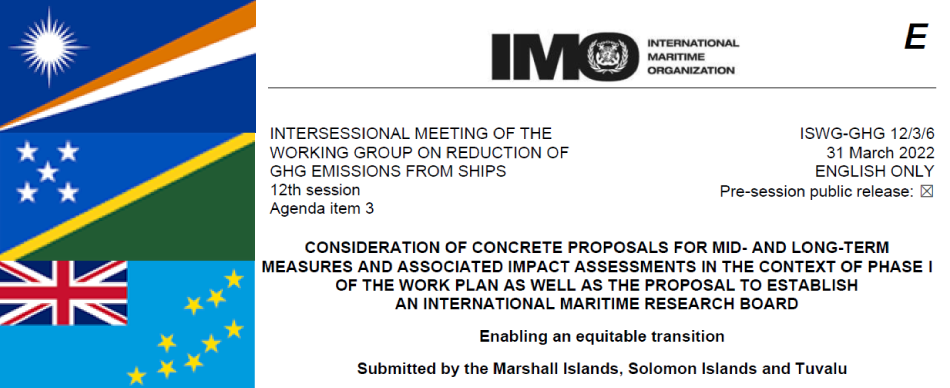 E
IMO
INTERNATIONAL
MARITIME
ORGANIZATION
INTERSESSIONAL MEETING OF THE
WORKING GROUP ON REDUCTION OF
GHG EMISSIONS FROM SHIPS
12th session
Agenda item 3
ISWG-GHG 12/3/6
31 March 2022
ENGLISH ONLY
Pre-session public release: ☒
CONSIDERATION OF CONCRETE PROPOSALS FOR MID- AND LONG-TERM
MEASURES AND ASSOCIATED IMPACT ASSESSMENTS IN THE CONTEXT OF PHASE I
OF THE WORK PLAN AS WELL AS THE PROPOSAL TO ESTABLISH
AN INTERNATIONAL MARITIME RESEARCH BOARD
Enabling an equitable transition
Submitted by the Marshall Islands, Solomon Islands and Tuvalu